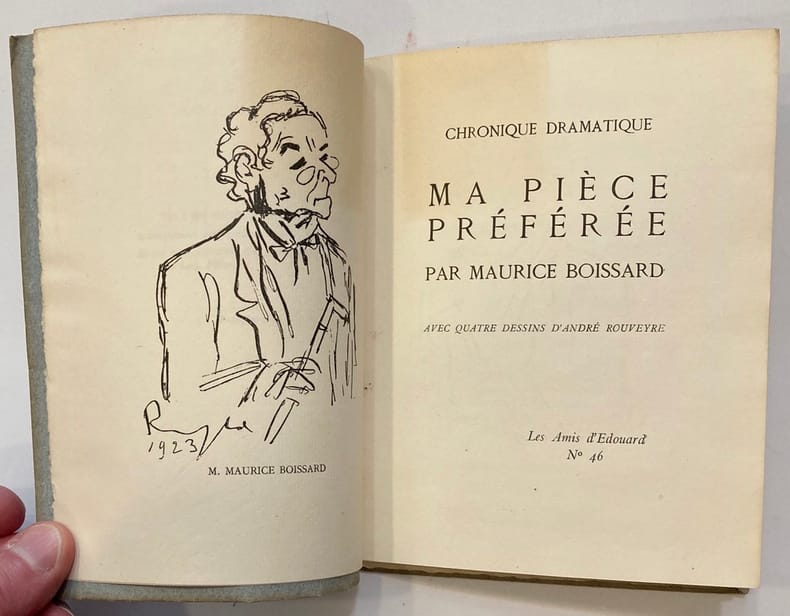 1923
M. MAURICE BOISSARD
CHRONIQUE DRAMATIQUE
MA PIÈCE
PRÉFÉRÉE
PAR MAURICE BOISSARD
AVEC QUATRE DESSINS D'ANDRÉ ROUVEYRE
Les Amis d'Edouard
Nº 46